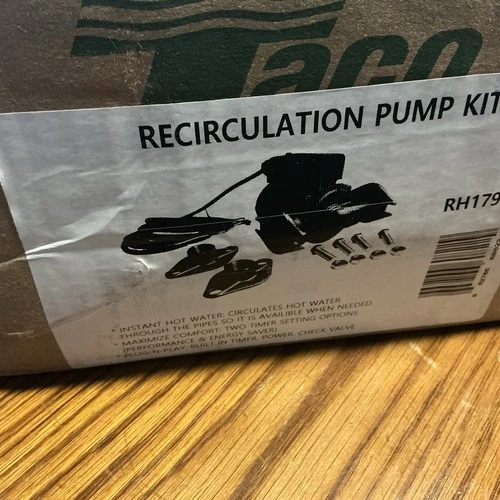 Taco
RECIRCULATION PUMP KIT
RH179
• INSTANT HOT WATER: CIRCULATES HOT WATER
THROUGH THE PIPES SO IT IS AVAILIBLE WHEN NEEDED.
• MAXIMIZE COMFORT: TWO TIMER SETTING OPTIONS
(PERFORMANCE & ENERGY SAVER)
• PLUG-N-PLAY: BUILT IN TIMER, POWER, CHECK VALVE